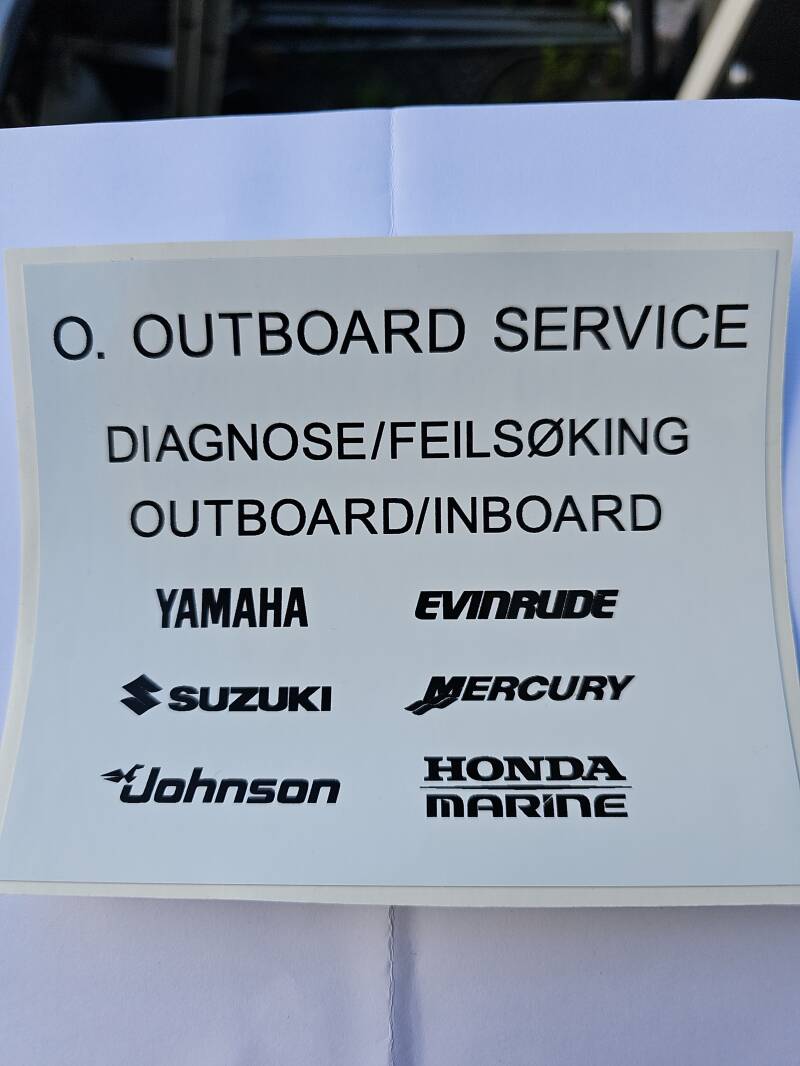 O. OUTBOARD SERVICE
DIAGNOSE/FEILSØKING
OUTBOARD/INBOARD
YAMAHA EVINRUDE
SUZUKI MERCURY
Johnson HONDA
MARINE